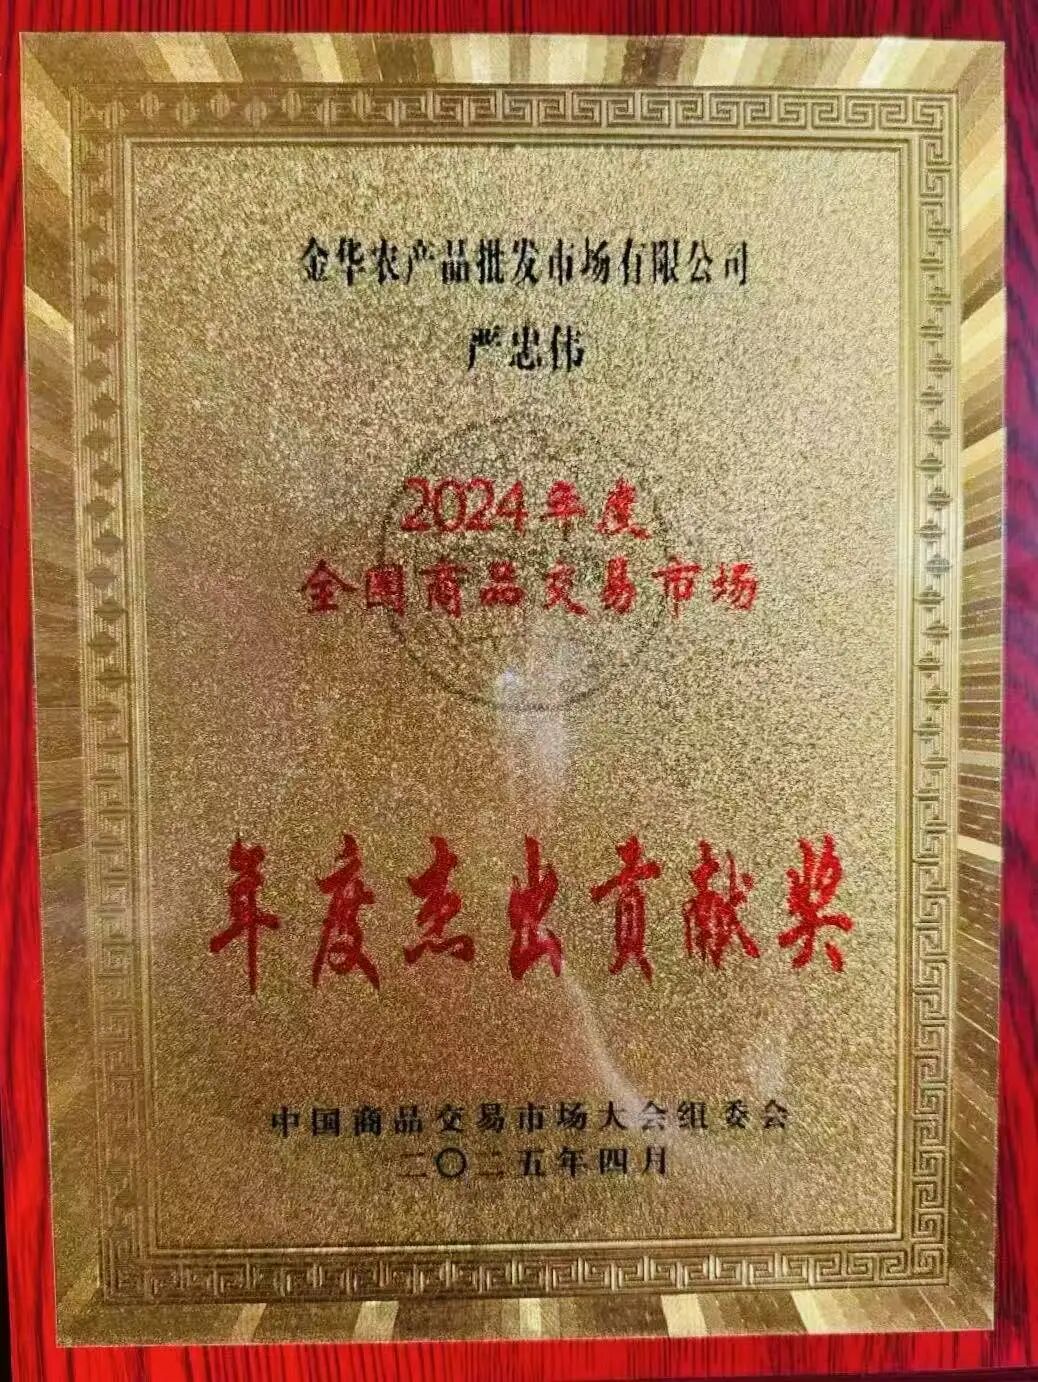 金华农产品批发市场有限公司
严忠伟
2024年度
全国商品交易市场
年度杰出贡献奖
中国商品交易市场大会组委会
二〇二五年四月